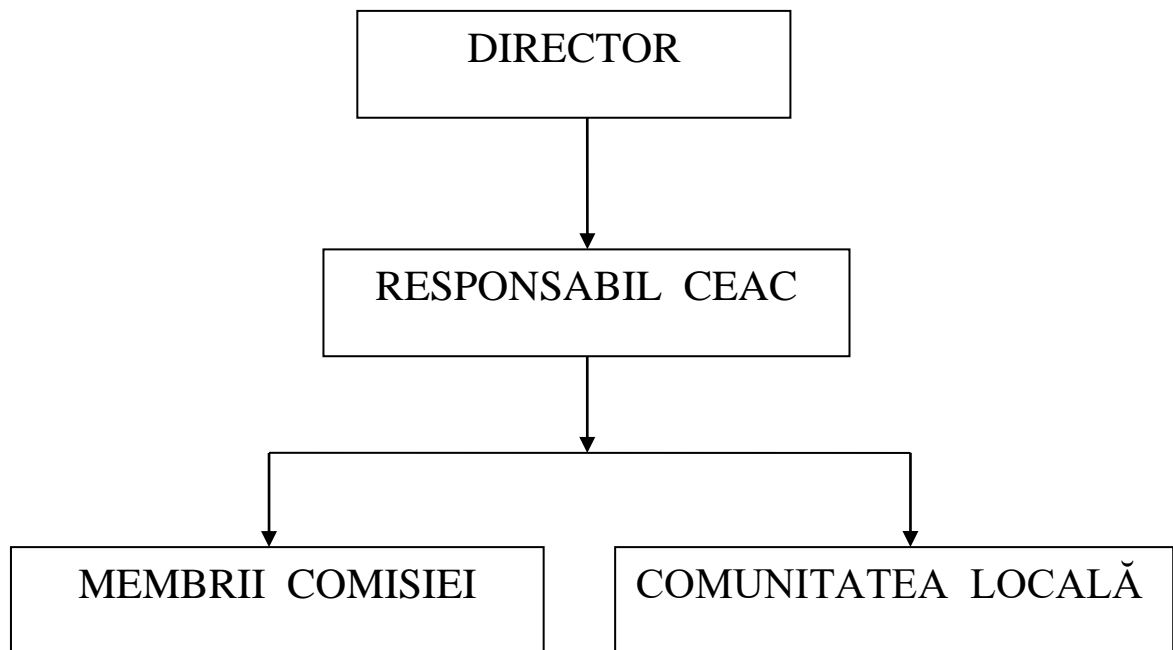 DIRECTOR
RESPONSABIL CEAC
MEMBRII COMISIEI
COMUNITATEA LOCALĂ